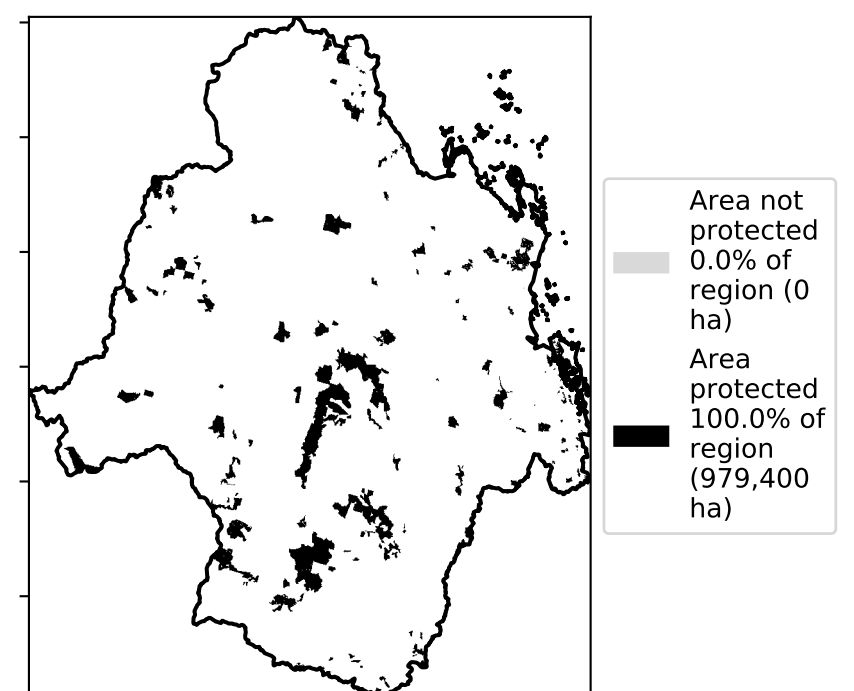 Area not
protected
0.0% of
region (0
ha)
Area
protected
100.0% of
region
(979,400
ha)